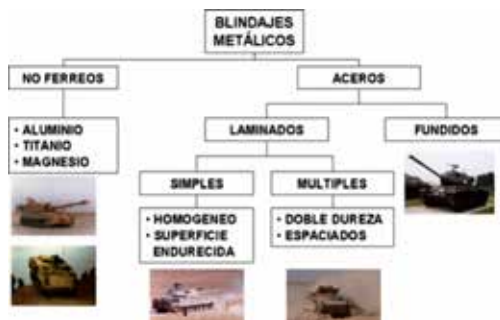 BLINDAJES
METÁLICOS
NO FERREOS
ACEROS
• ALUMINIO
• TITANIO
• MAGNESIO
LAMINADOS
FUNDIDOS
SIMPLES
MULTIPLES
• HOMOGENEO
• SUPERFICIE
ENDURECIDA
• DOBLE DUREZA
• ESPACIADOS